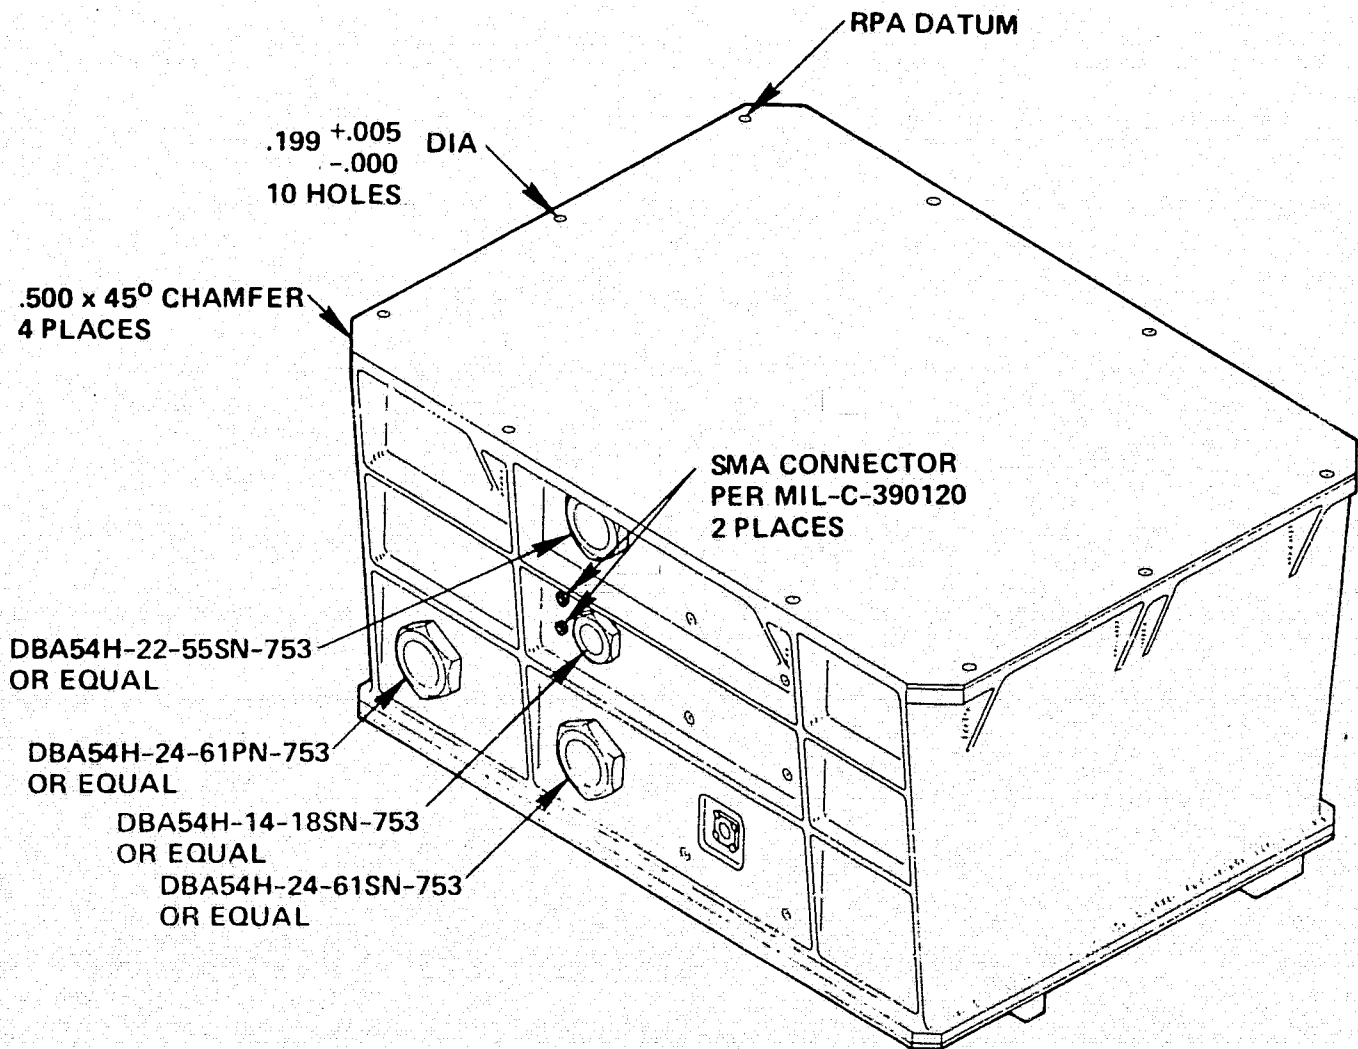 RPA DATUM
.199 +.005 DIA
-.000
10 HOLES
.500 x 45° CHAMFER
4 PLACES
SMA CONNECTOR
PER MIL-C-390120
2 PLACES
DBA54H-22-55SN-753
OR EQUAL
DBA54H-24-61PN-753
OR EQUAL
DBA54H-14-18SN-753
OR EQUAL
DBA54H-24-61SN-753
OR EQUAL